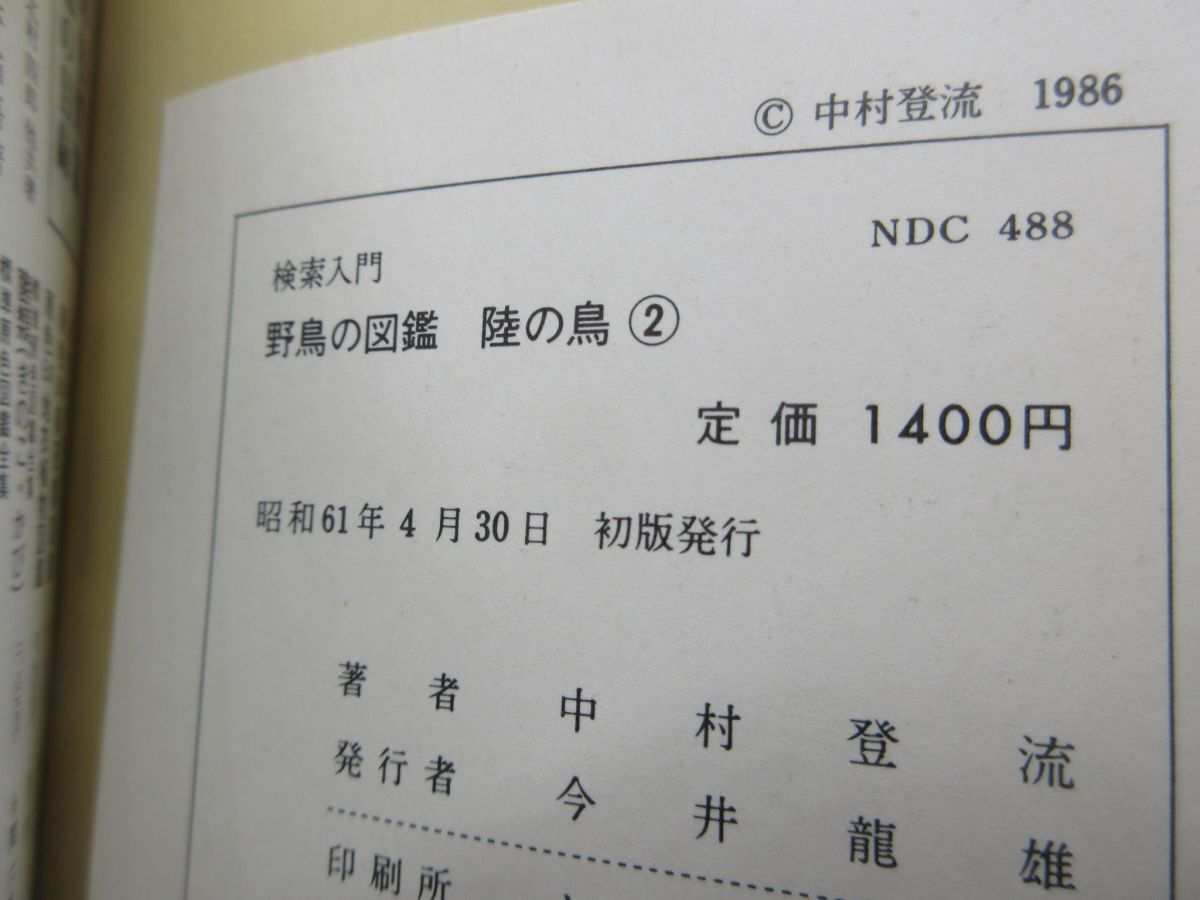 © 中村登流 1986
NDC 488
検索入門
野鳥の図鑑 陸の鳥②
定価 1400円
昭和61年4月30日 初版発行
著者 中村登流
発行者 今井龍雄
印刷所